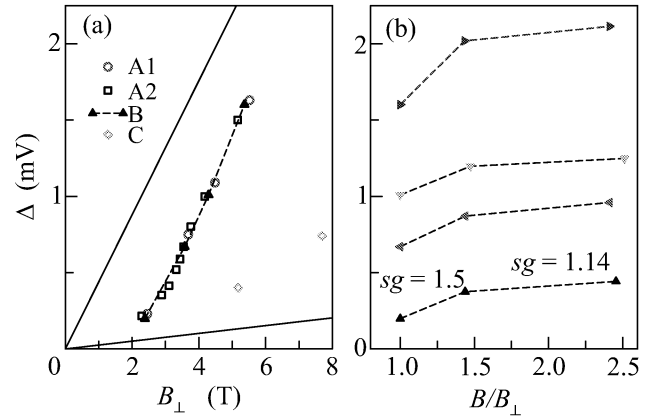 (a)
(b)
A1
A2
B
C
2
1
0
Δ (mV)
0 2 4 6 8
B⊥ (T)
2
1
0
sg = 1.5
sg = 1.14
1.0 1.5 2.0 2.5
B/B⊥